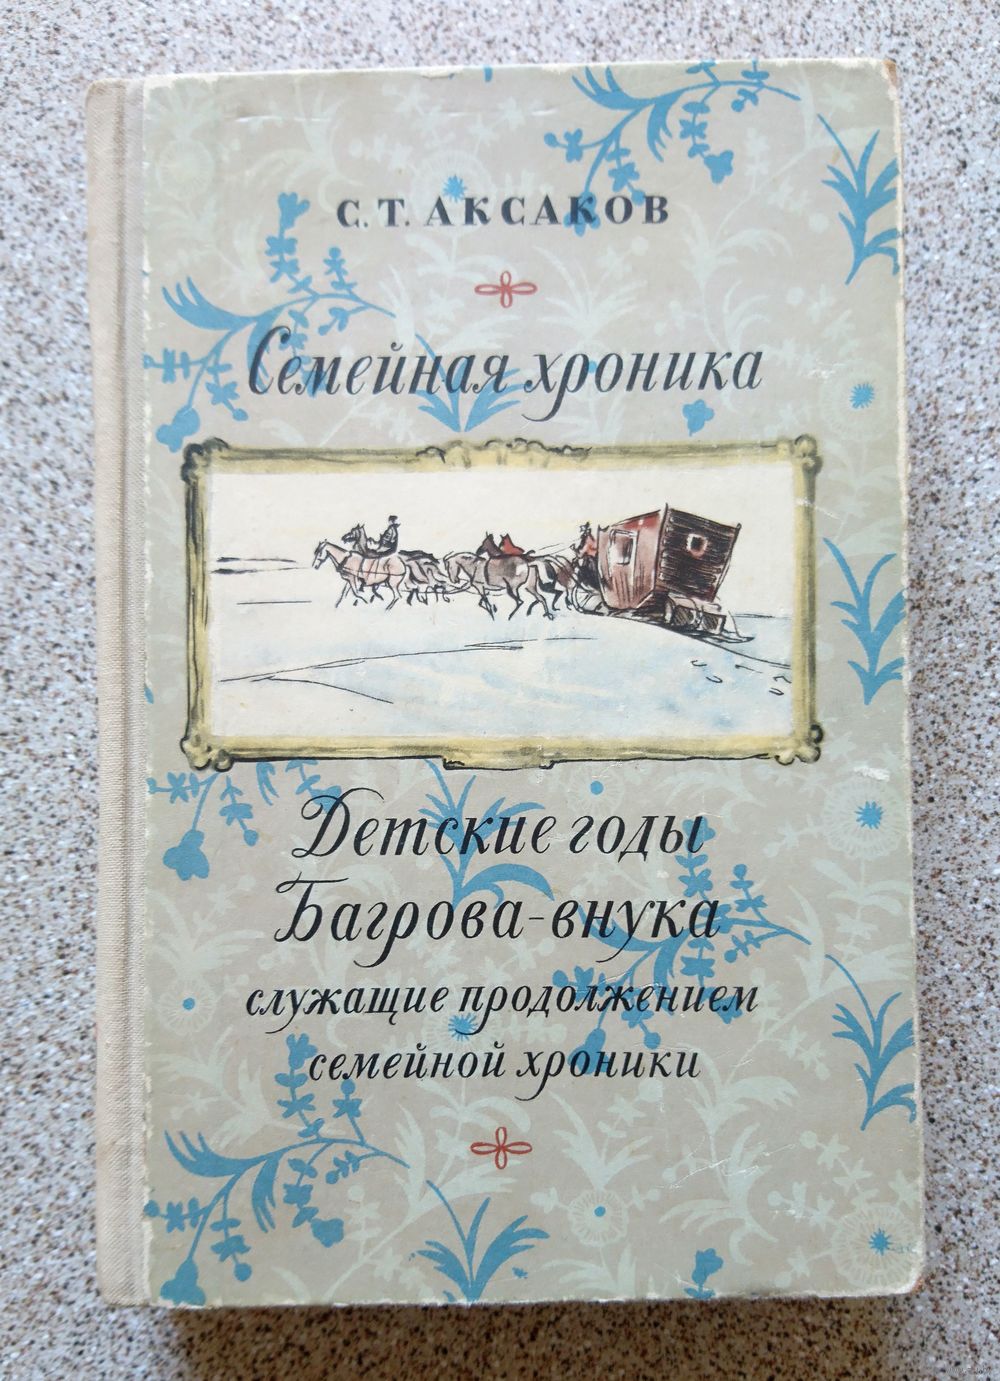 С. Т. АКСАКОВ
Семейная хроника
Детские годы
Багрова-внука
служащие продолжением
семейной хроники